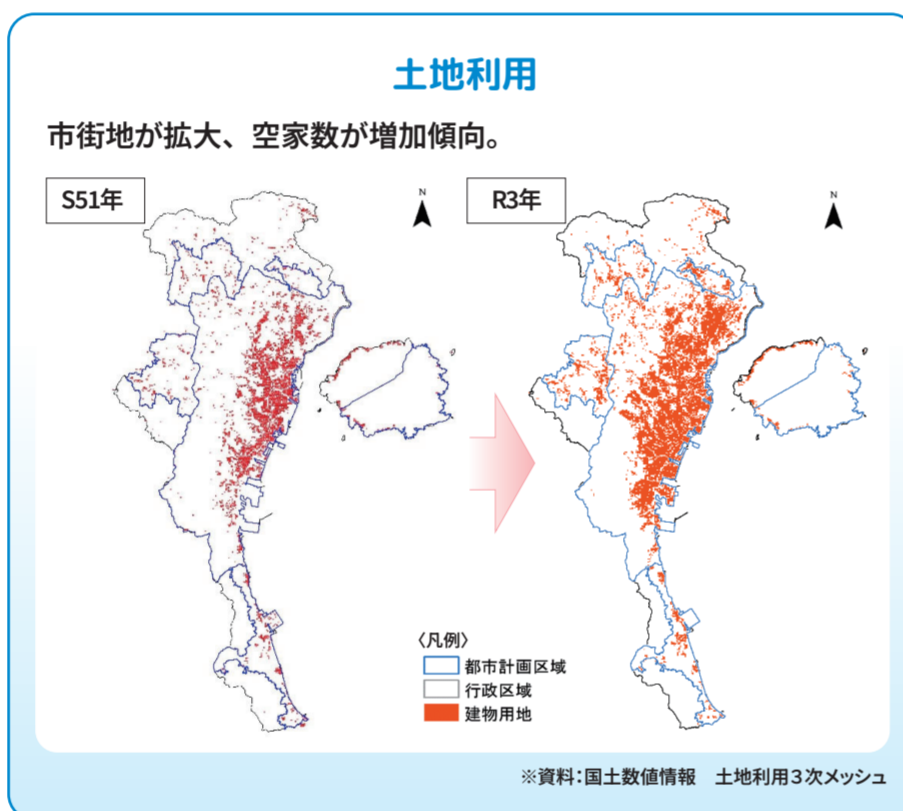 土地利用
市街地が拡大、空家数が増加傾向。
S51年
N
R3年
N
〈凡例〉
都市計画区域
行政区域
建物用地
※資料：国土数値情報　土地利用３次メッシュ